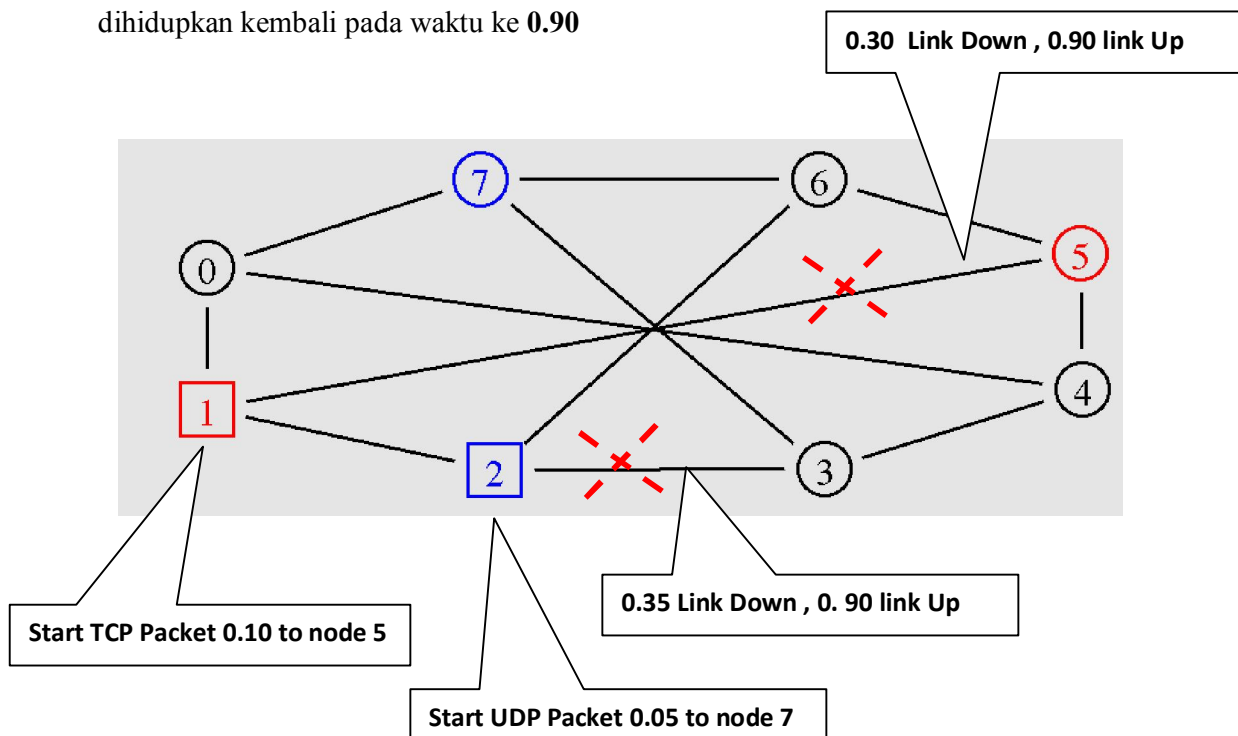 dihidupkan kembali pada waktu ke 0.90
0.30 Link Down , 0.90 link Up
7
6
0
5
1
4
2
3
0.35 Link Down , 0. 90 link Up
Start TCP Packet 0.10 to node 5
Start UDP Packet 0.05 to node 7